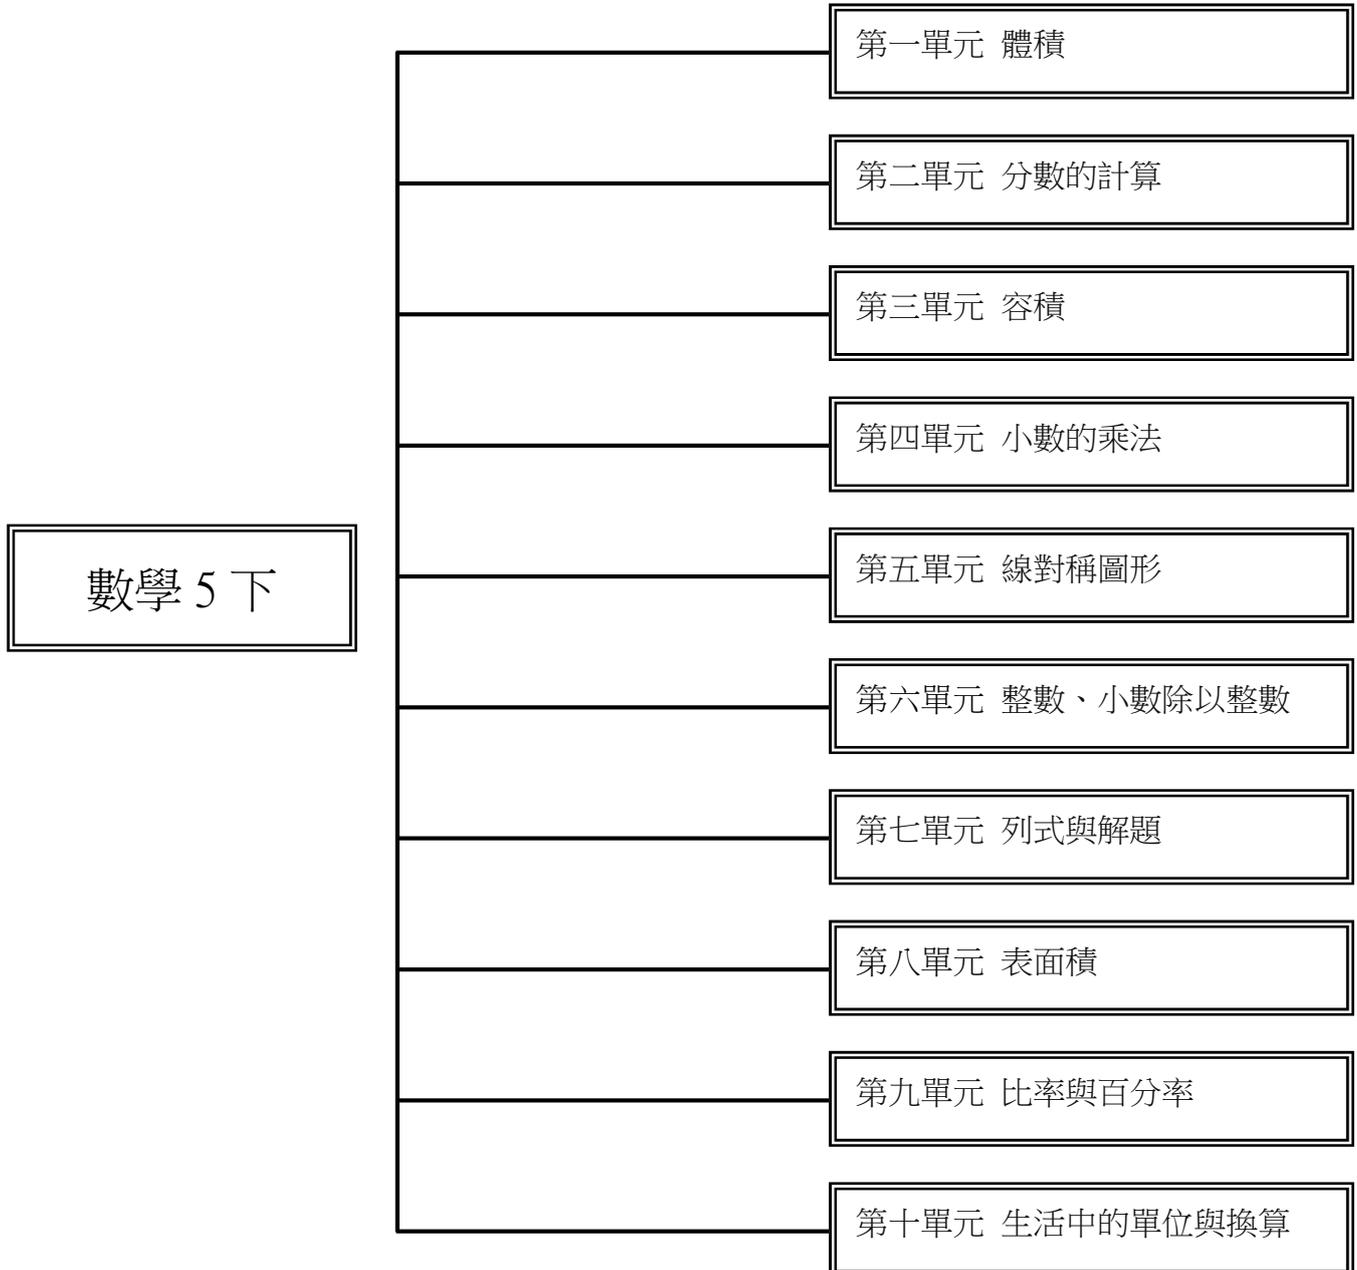 數學 5 下
第一單元 體積
第二單元 分數的計算
第三單元 容積
第四單元 小數的乘法
第五單元 線對稱圖形
第六單元 整數、小數除以整數
第七單元 列式與解題
第八單元 表面積
第九單元 比率與百分率
第十單元 生活中的單位與換算